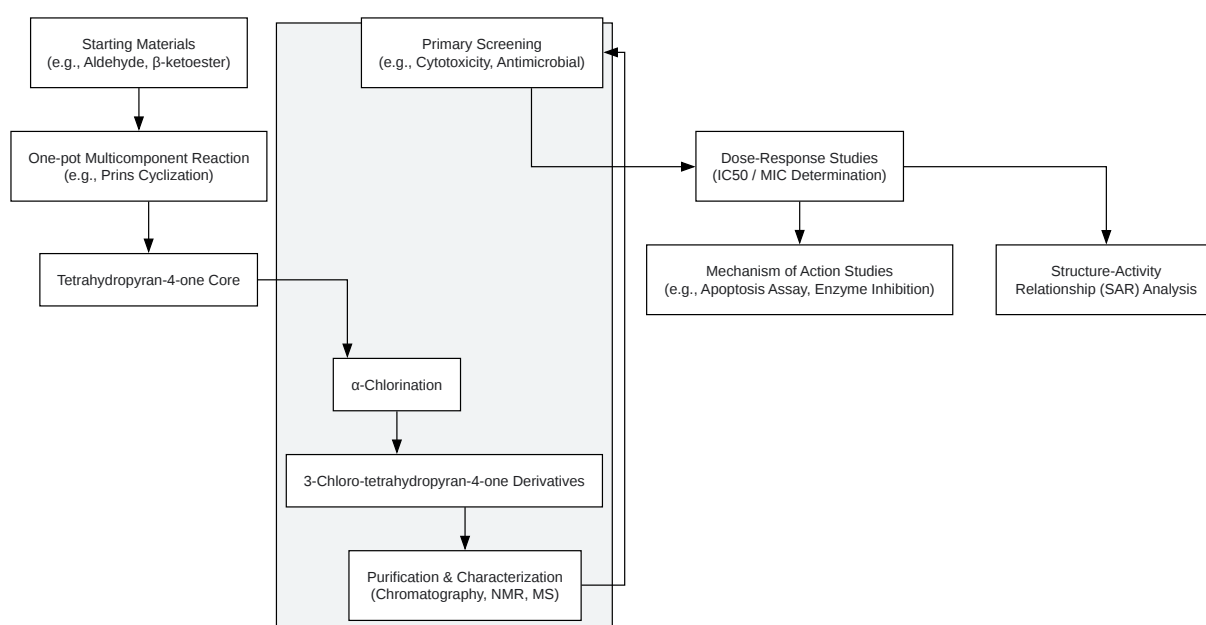 Starting Materials
(e.g., Aldehyde, β-ketoester)
One-pot Multicomponent Reaction
(e.g., Prins Cyclization)
Tetrahydropyran-4-one Core
α-Chlorination
3-Chloro-tetrahydropyran-4-one Derivatives
Purification & Characterization
(Chromatography, NMR, MS)
Primary Screening
(e.g., Cytotoxicity, Antimicrobial)
Dose-Response Studies
(IC50 / MIC Determination)
Mechanism of Action Studies
(e.g., Apoptosis Assay, Enzyme Inhibition)
Structure-Activity
Relationship (SAR) Analysis